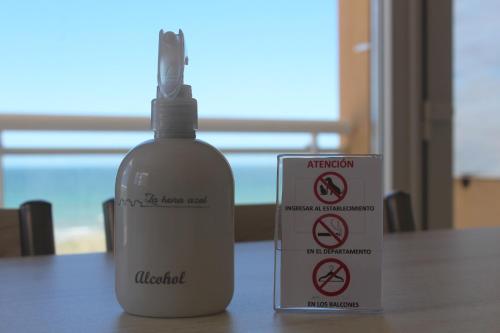 La hora azul
Alcohol
ATENCIÓN
INGRESAR AL ESTABLECIMIENTO
EN EL DEPARTAMENTO
EN LOS BALCONES